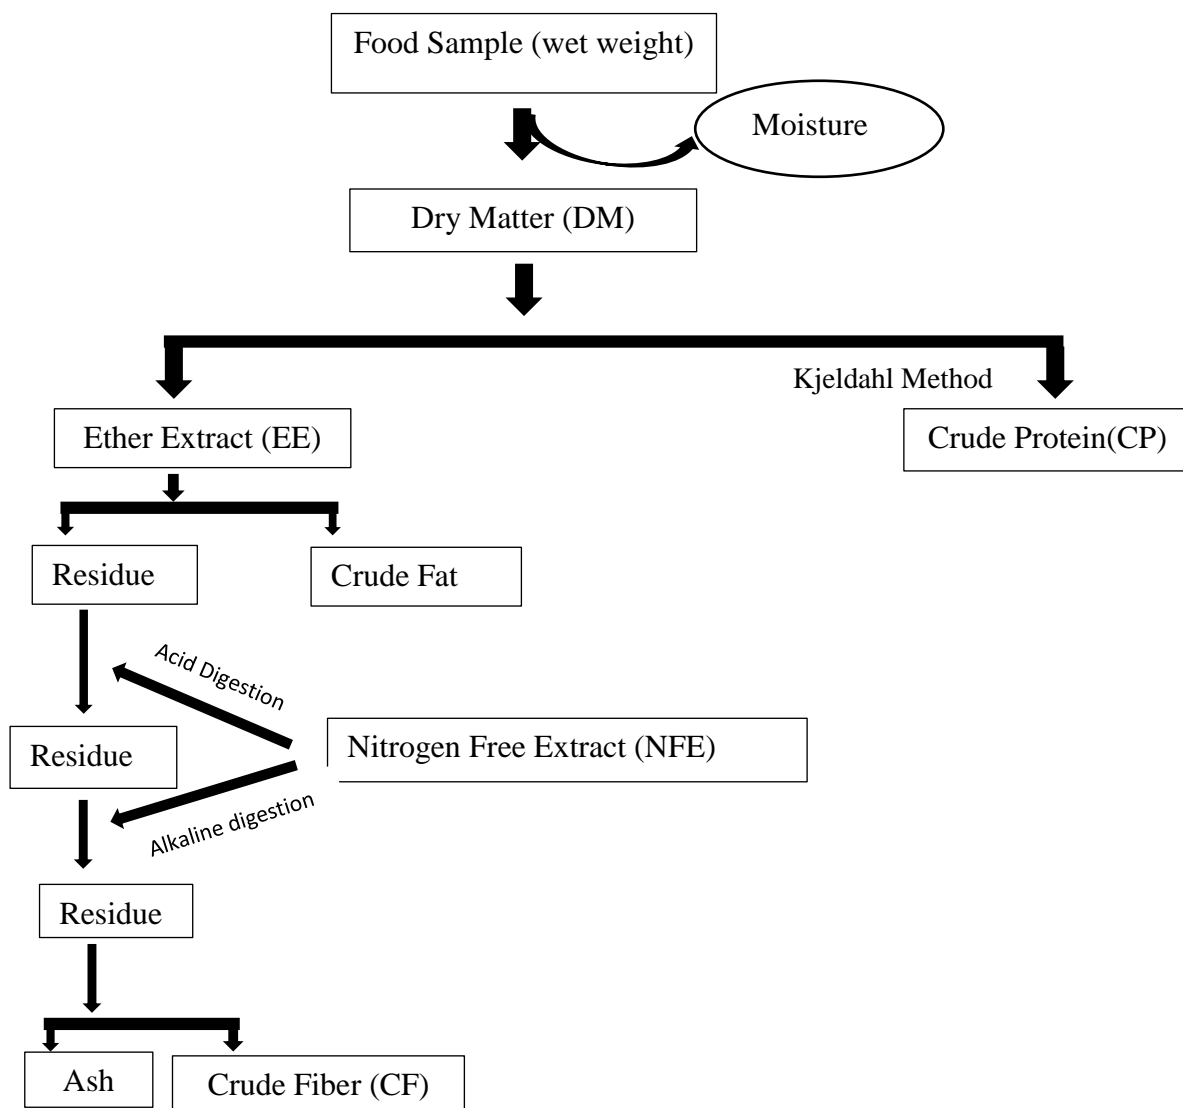 Food Sample (wet weight)
Moisture
Dry Matter (DM)
Kjeldahl Method
Ether Extract (EE)
Crude Protein(CP)
Residue
Crude Fat
Acid Digestion
Residue
Nitrogen Free Extract (NFE)
Alkaline digestion
Residue
Ash
Crude Fiber (CF)